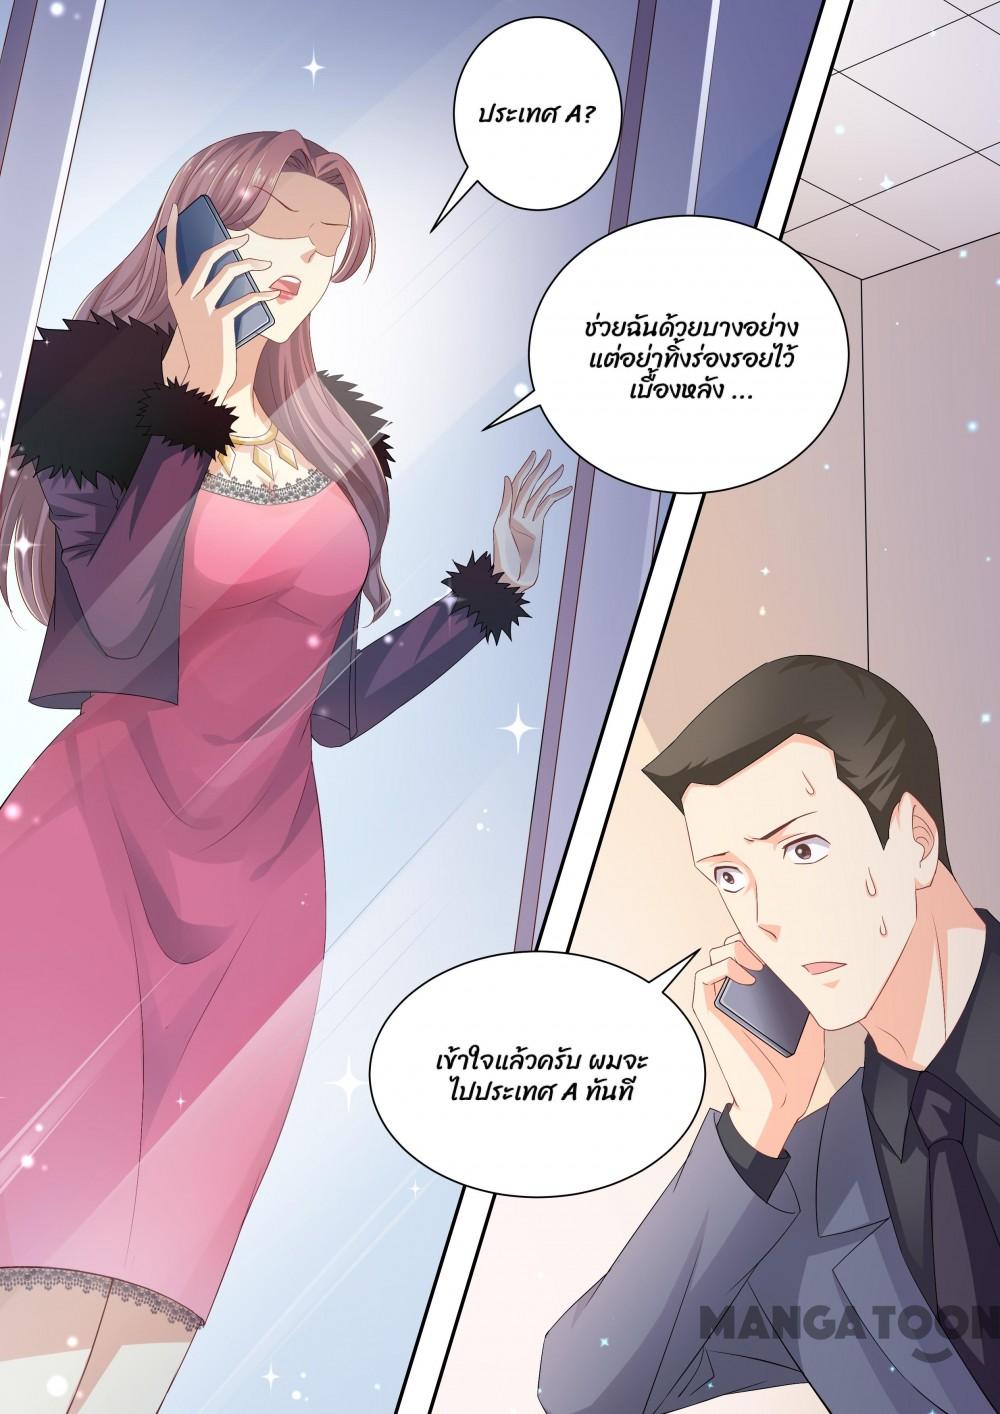 ประเทศ A?
ช่วยฉันด้วยบางอย่าง
แต่อย่าทิ้งร่องรอยไว้
เบื้องหลัง ...
เข้าใจแล้วครับ ผมจะ
ไปประเทศ A ทันที
MANGATOON